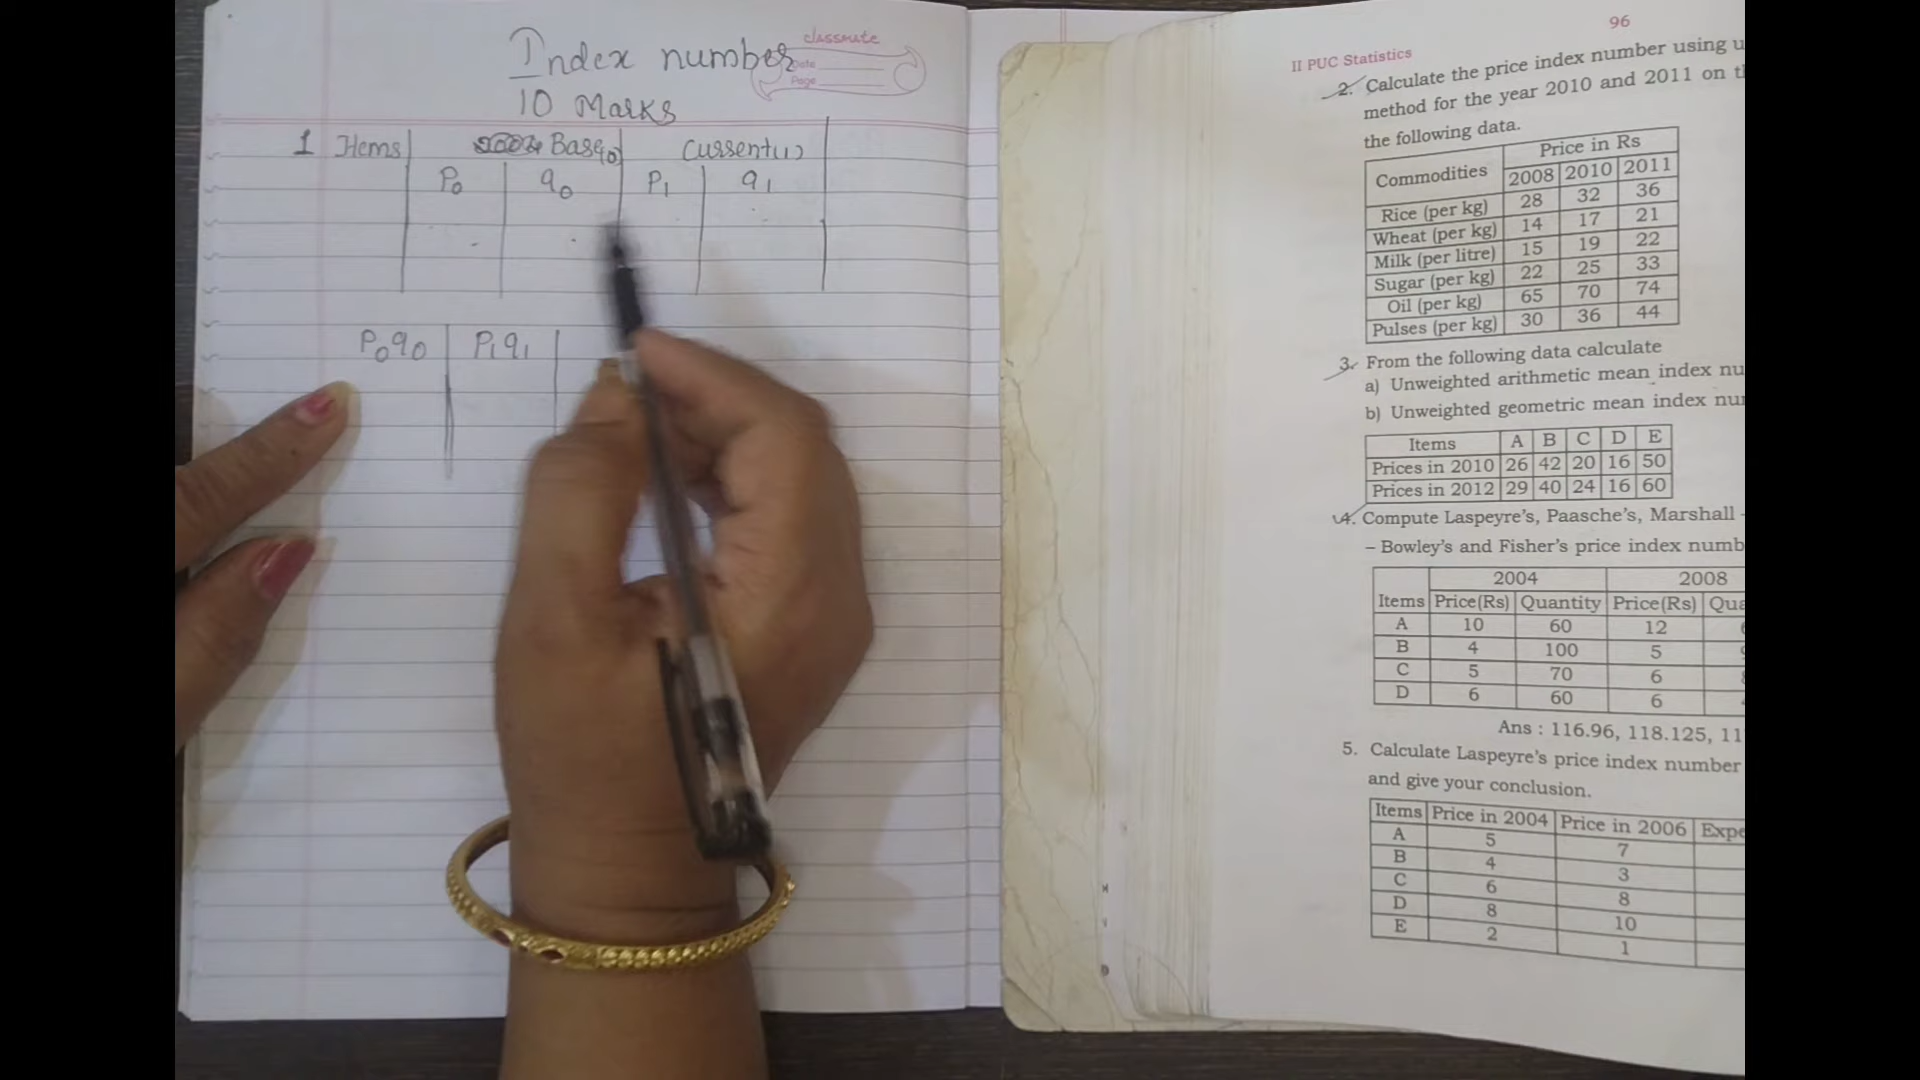 Index number
classmate
Date
Page
10 Marks
1 Items Base(0) Current(1)
P0 q0 P1 q1
P0q0 P1q1
96
II PUC Statistics
2. Calculate the price index number using
method for the year 2010 and 2011 on
the following data.
Commodities Price in Rs
2008 2010 2011
Rice (per kg) 28 32 36
Wheat (per kg) 14 17 21
Milk (per litre) 15 19 22
Sugar (per kg) 22 25 33
Oil (per kg) 65 70 74
Pulses (per kg) 30 36 44
3. From the following data calculate
a) Unweighted arithmetic mean index
b) Unweighted geometric mean index
Items A B C D E
Prices in 2010 26 42 20 16 50
Prices in 2012 29 40 24 16 60
4. Compute Laspeyre's, Paasche's, Marshall -
– Bowley's and Fisher's price index
2004 2008
Items Price(Rs) Quantity Price(Rs)
A 10 60 12
B 4 100 5
C 5 70 6
D 6 60 6
Ans : 116.96, 118.125,
5. Calculate Laspeyre's price index number
and give your conclusion.
Items Price in 2004 Price in 2006
A 5 7
B 4 3
C 6 8
D 8 10
E 2 1